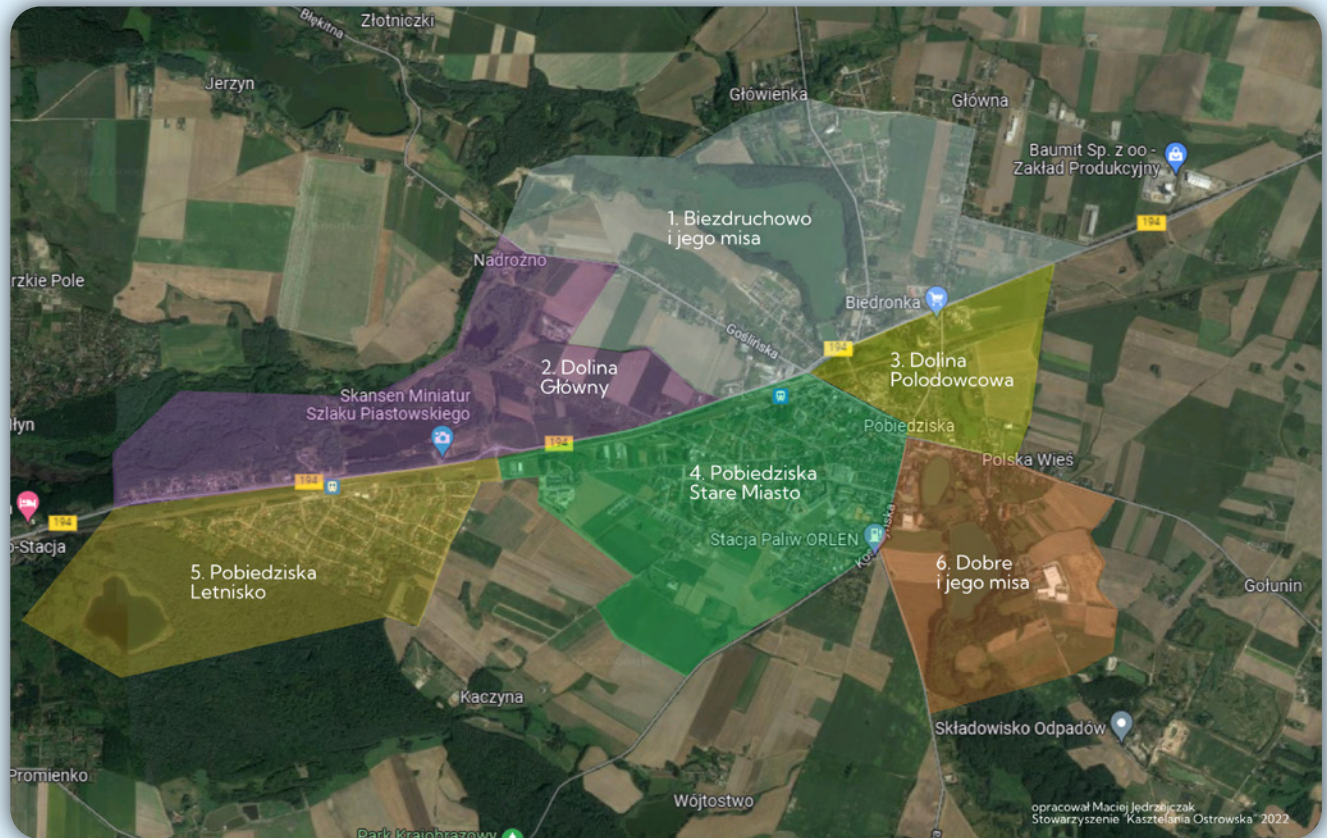 Złotniczki
Błękitna
Jerzyn
Główienka
Główna
Baumit Sp. z oo -
Zakład Produkcyjny
194
1. Biezdruchowo
i jego misa
Nadrożno
rzkie Pole
Biedronka
Goślińska
194
2. Dolina
Główny
3. Dolina
Polodowcowa
Skansen Miniatur
Szlaku Piastowskiego
łyn
Pobiedziska
194
Polska Wieś
4. Pobiedziska
Stare Miasto
194
194
o-Stacja
Stacja Paliw ORLEN
5. Pobiedziska
Letnisko
6. Dobre
i jego misa
Gołunin
Kaczyna
Składowisko Odpadów
Promienko
Wójtostwo
opracował Maciej Jędrzejczak
Stowarzyszenie "Kasztelania Ostrowska" 2022
Park Krajobrazowy